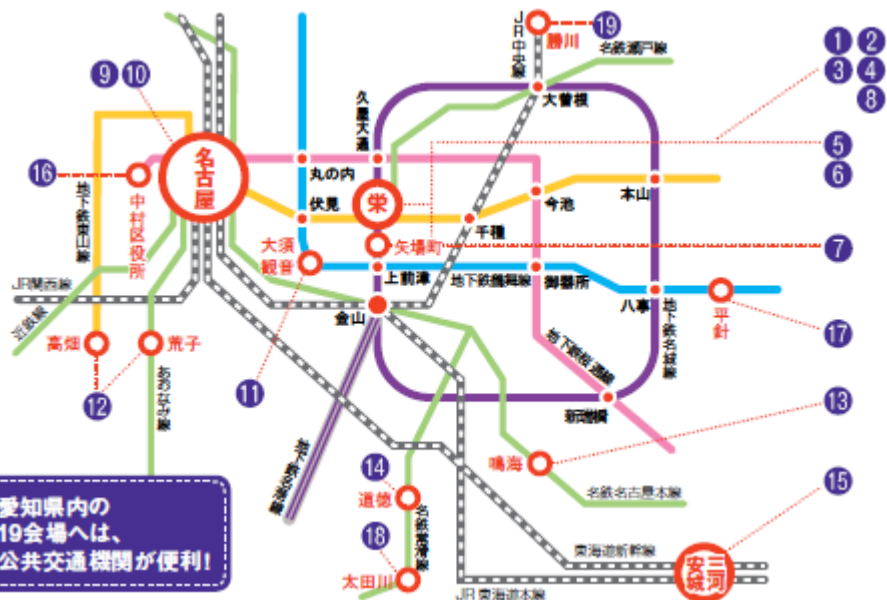 19
勝川
JR中央線
名鉄瀬戸線
1 2
3 4
8
9 10
大曽根
久屋大通
5
6
16
名古屋
丸の内
本山
今池
栄
伏見
千種
地下鉄東山線
中村区役所
矢場町
7
大須
観音
上前津
地下鉄鶴舞線
御器所
八事
地下鉄名城線
平針
JR関西線
近鉄線
金山
17
高畑
荒子
地下鉄桜通線
あおなみ線
11
12
新瑞橋
13
地下鉄名港線
鳴海
14
道徳
15
名鉄名古屋本線
愛知県内の
19会場へは、
公共交通機関が便利!
名鉄常滑線
18
東海道新幹線
三河
安城
太田川
JR東海道本線